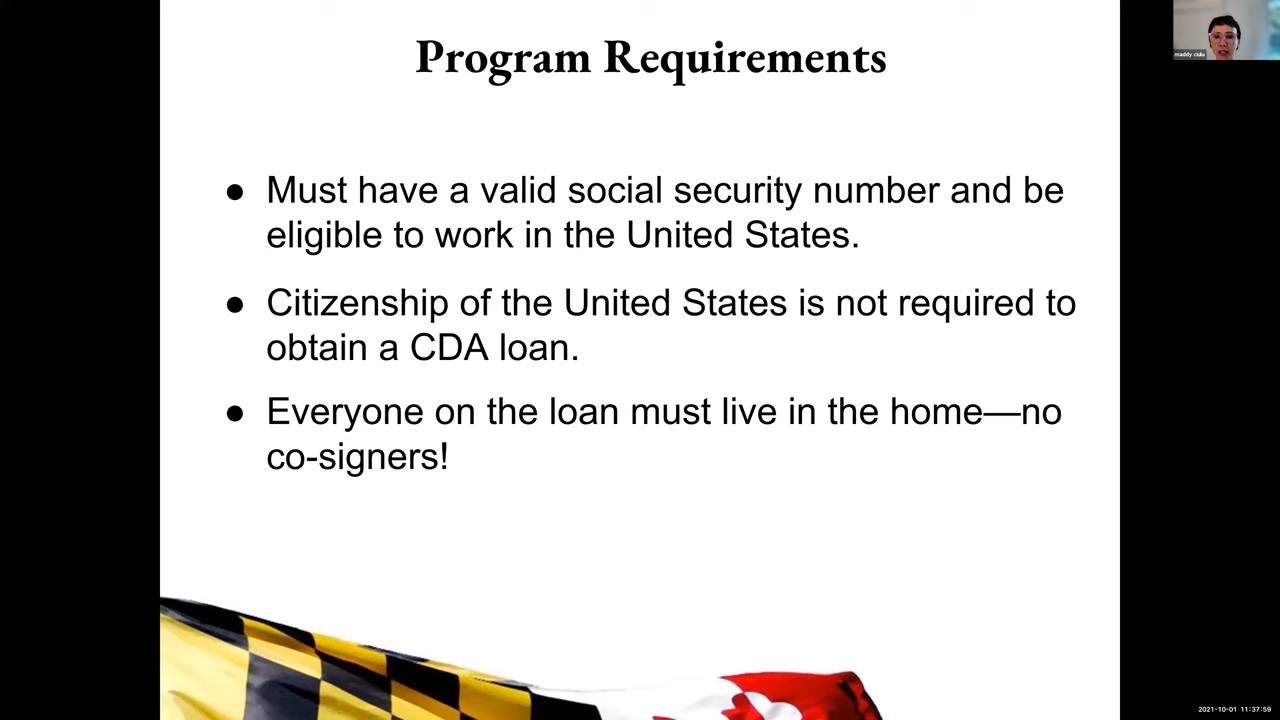 Program Requirements
maddy ciulu
● Must have a valid social security number and be
eligible to work in the United States.
● Citizenship of the United States is not required to
obtain a CDA loan.
● Everyone on the loan must live in the home—no
co-signers!
2021-10-01 11:37:59